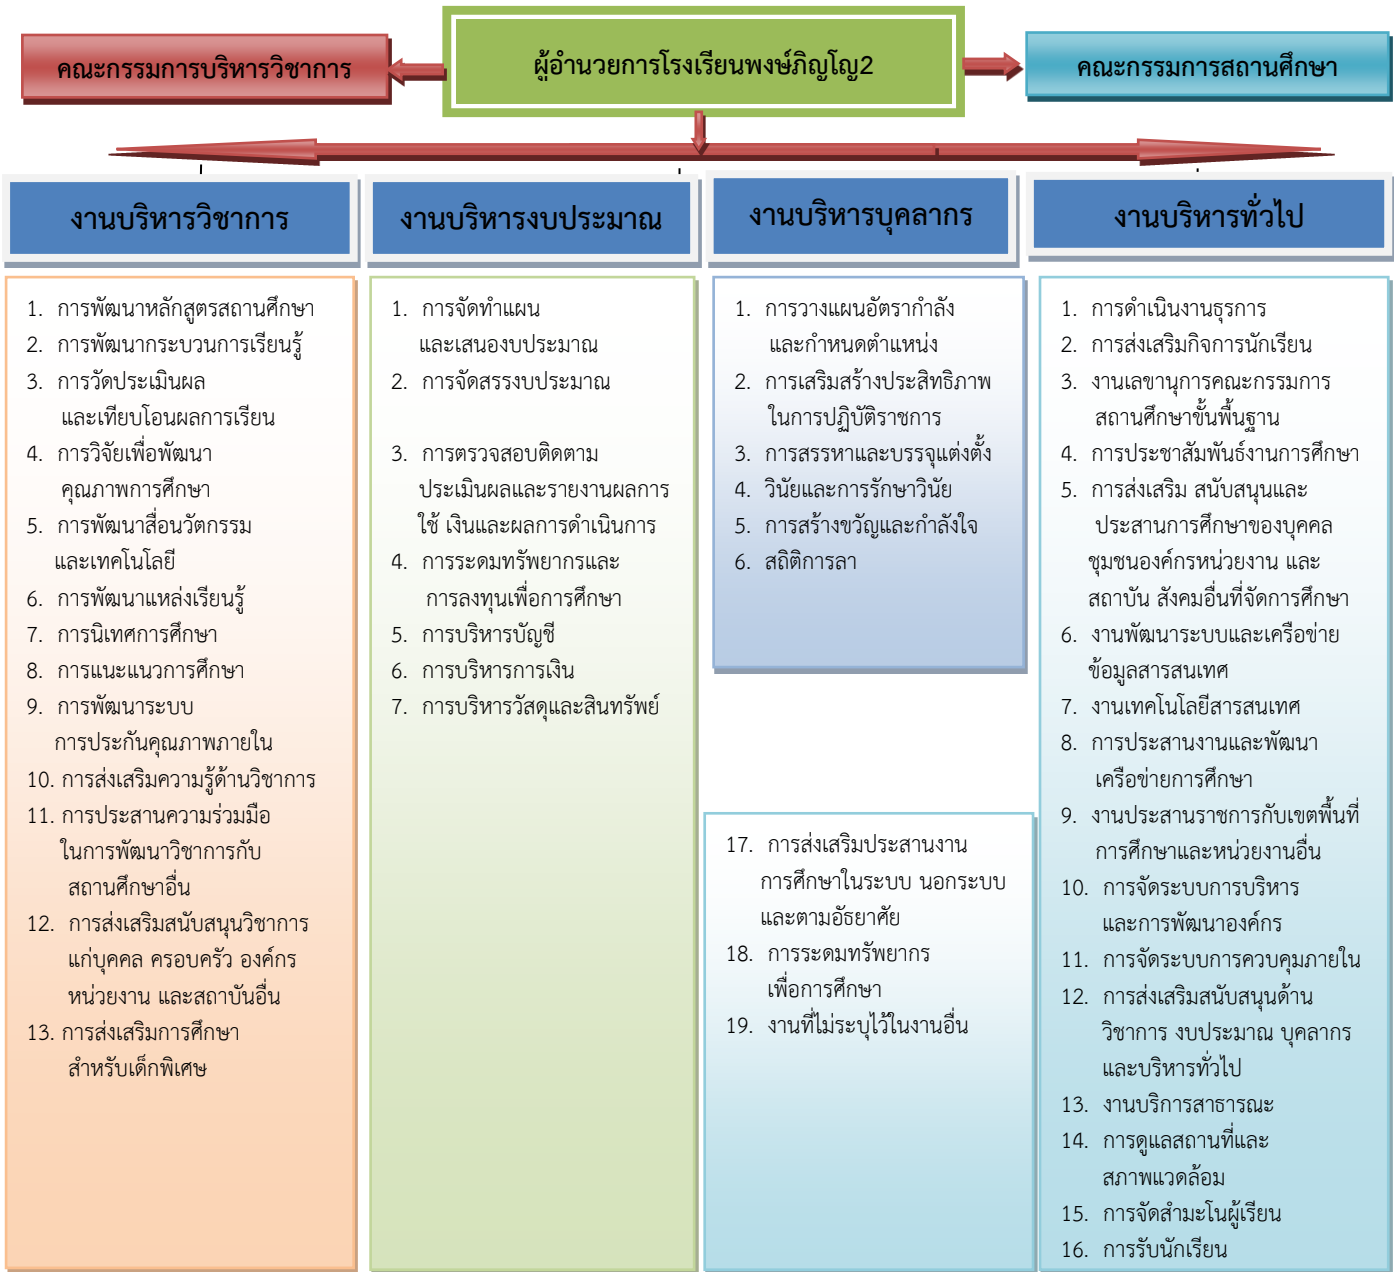 คณะกรรมการบริหารวิชาการ
ผู้อำนวยการโรงเรียนพงษ์ภิญโญ2
คณะกรรมการสถานศึกษา
งานบริหารวิชาการ
1. การพัฒนาหลักสูตรสถานศึกษา
2. การพัฒนากระบวนการเรียนรู้
3. การวัดประเมินผล
และเทียบโอนผลการเรียน
4. การวิจัยเพื่อพัฒนา
คุณภาพการศึกษา
5. การพัฒนาสื่อนวัตกรรม
และเทคโนโลยี
6. การพัฒนาแหล่งเรียนรู้
7. การนิเทศการศึกษา
8. การแนะแนวการศึกษา
9. การพัฒนาระบบ
การประกันคุณภาพภายใน
10. การส่งเสริมความรู้ด้านวิชาการ
11. การประสานความร่วมมือ
ในการพัฒนาวิชาการกับ
สถานศึกษาอื่น
12. การส่งเสริมสนับสนุนวิชาการ
แก่บุคคล ครอบครัว องค์กร
หน่วยงาน และสถาบันอื่น
13. การส่งเสริมการศึกษา
สำหรับเด็กพิเศษ
งานบริหารงบประมาณ
1. การจัดทำแผน
และเสนองบประมาณ
2. การจัดสรรงบประมาณ
3. การตรวจสอบติดตาม
ประเมินผลและรายงานผลการ
ใช้ เงินและผลการดำเนินการ
4. การระดมทรัพยากรและ
การลงทุนเพื่อการศึกษา
5. การบริหารบัญชี
6. การบริหารการเงิน
7. การบริหารวัสดุและสินทรัพย์
งานบริหารบุคลากร
1. การวางแผนอัตรากำลัง
และกำหนดตำแหน่ง
2. การเสริมสร้างประสิทธิภาพ
ในการปฏิบัติราชการ
3. การสรรหาและบรรจุแต่งตั้ง
4. วินัยและการรักษาวินัย
5. การสร้างขวัญและกำลังใจ
6. สถิติการลา
งานบริหารทั่วไป
1. การดำเนินงานธุรการ
2. การส่งเสริมกิจการนักเรียน
3. งานเลขานุการคณะกรรมการ
สถานศึกษาขั้นพื้นฐาน
4. การประชาสัมพันธ์งานการศึกษา
5. การส่งเสริม สนับสนุนและ
ประสานการศึกษาของบุคคล
ชุมชนองค์กรหน่วยงาน และ
สถาบัน สังคมอื่นที่จัดการศึกษา
6. งานพัฒนาระบบและเครือข่าย
ข้อมูลสารสนเทศ
7. งานเทคโนโลยีสารสนเทศ
8. การประสานงานและพัฒนา
เครือข่ายการศึกษา
9. งานประสานราชการกับเขตพื้นที่
การศึกษาและหน่วยงานอื่น
10. การจัดระบบการบริหาร
และการพัฒนาองค์กร
11. การจัดระบบการควบคุมภายใน
12. การส่งเสริมสนับสนุนด้าน
วิชาการ งบประมาณ บุคลากร
และบริหารทั่วไป
13. งานบริการสาธารณะ
14. การดูแลสถานที่และ
สภาพแวดล้อม
15. การจัดสำมะโนผู้เรียน
16. การรับนักเรียน
17. การส่งเสริมประสานงาน
การศึกษาในระบบ นอกระบบ
และตามอัธยาศัย
18. การระดมทรัพยากร
เพื่อการศึกษา
19. งานที่ไม่ระบุไว้ในงานอื่น